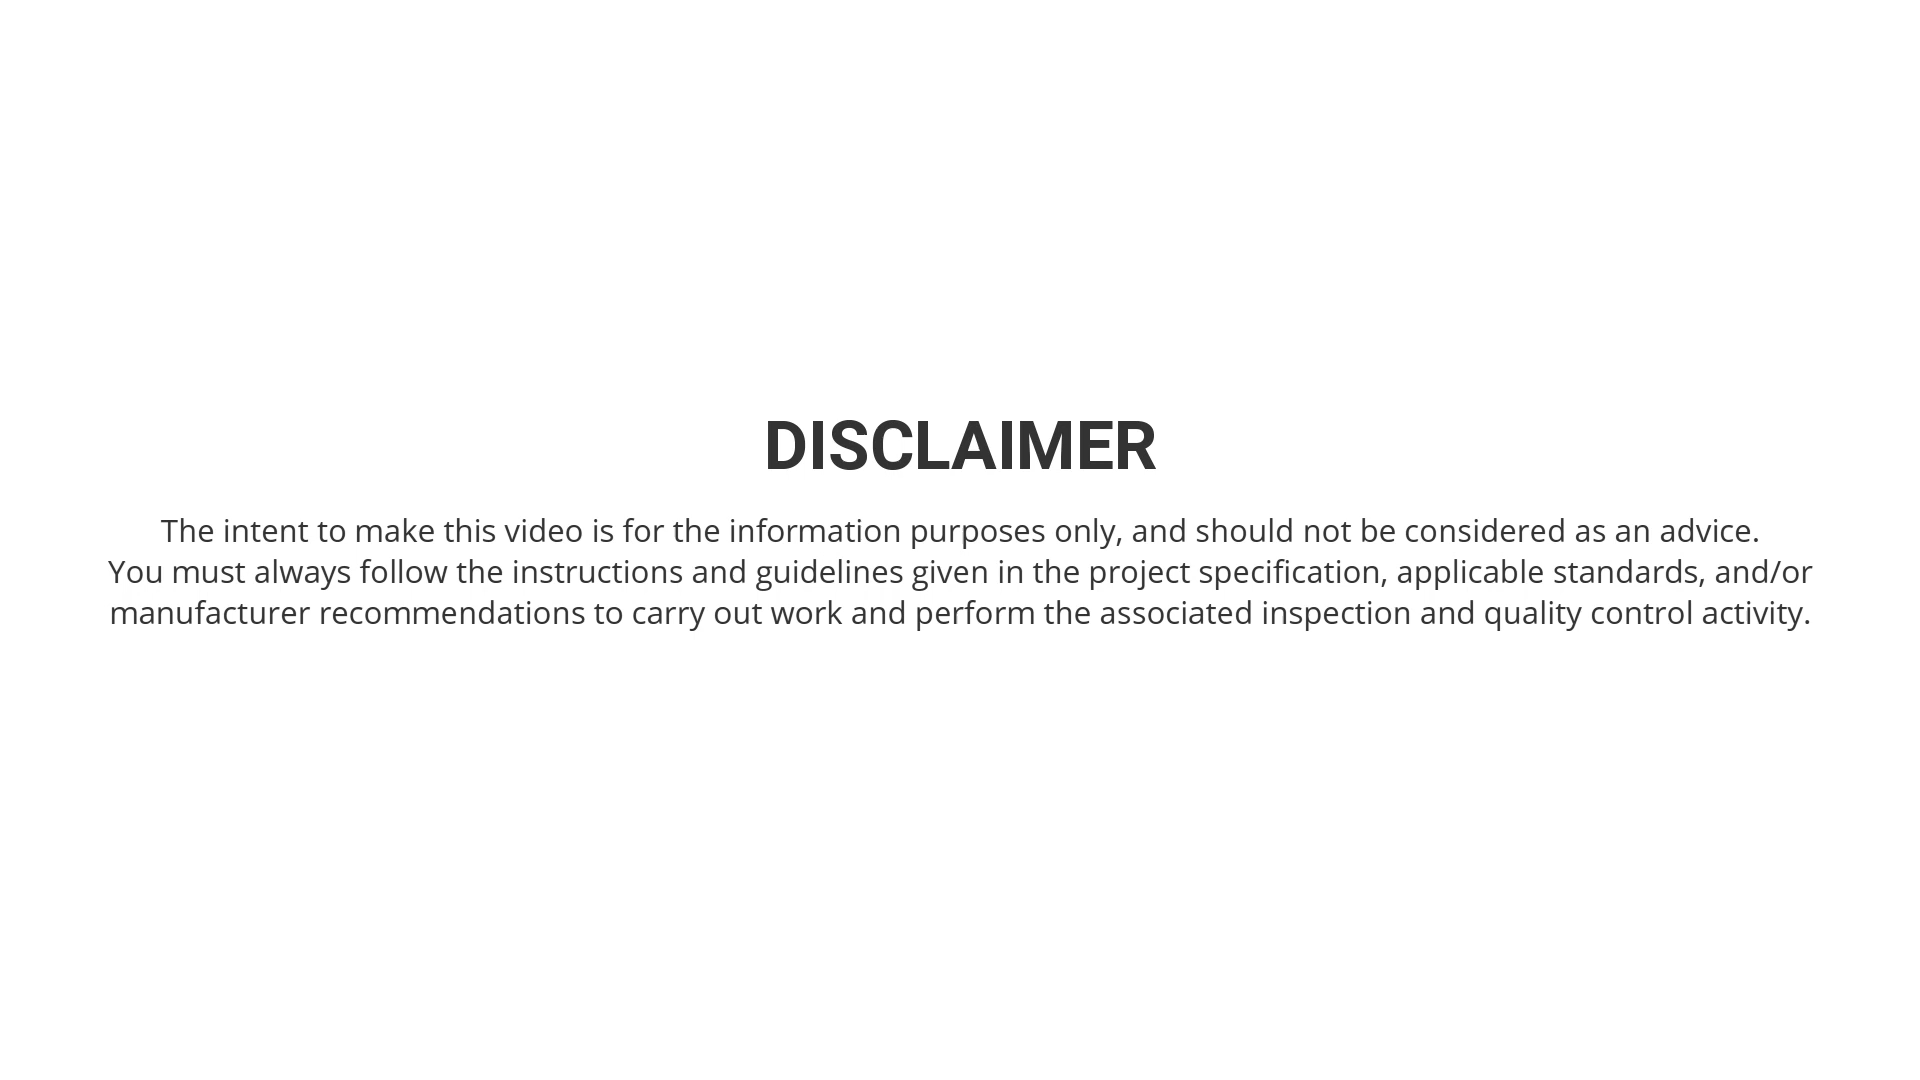 DISCLAIMER
The intent to make this video is for the information purposes only, and should not be considered as an advice.
You must always follow the instructions and guidelines given in the project specification, applicable standards, and/or
manufacturer recommendations to carry out work and perform the associated inspection and quality control activity.